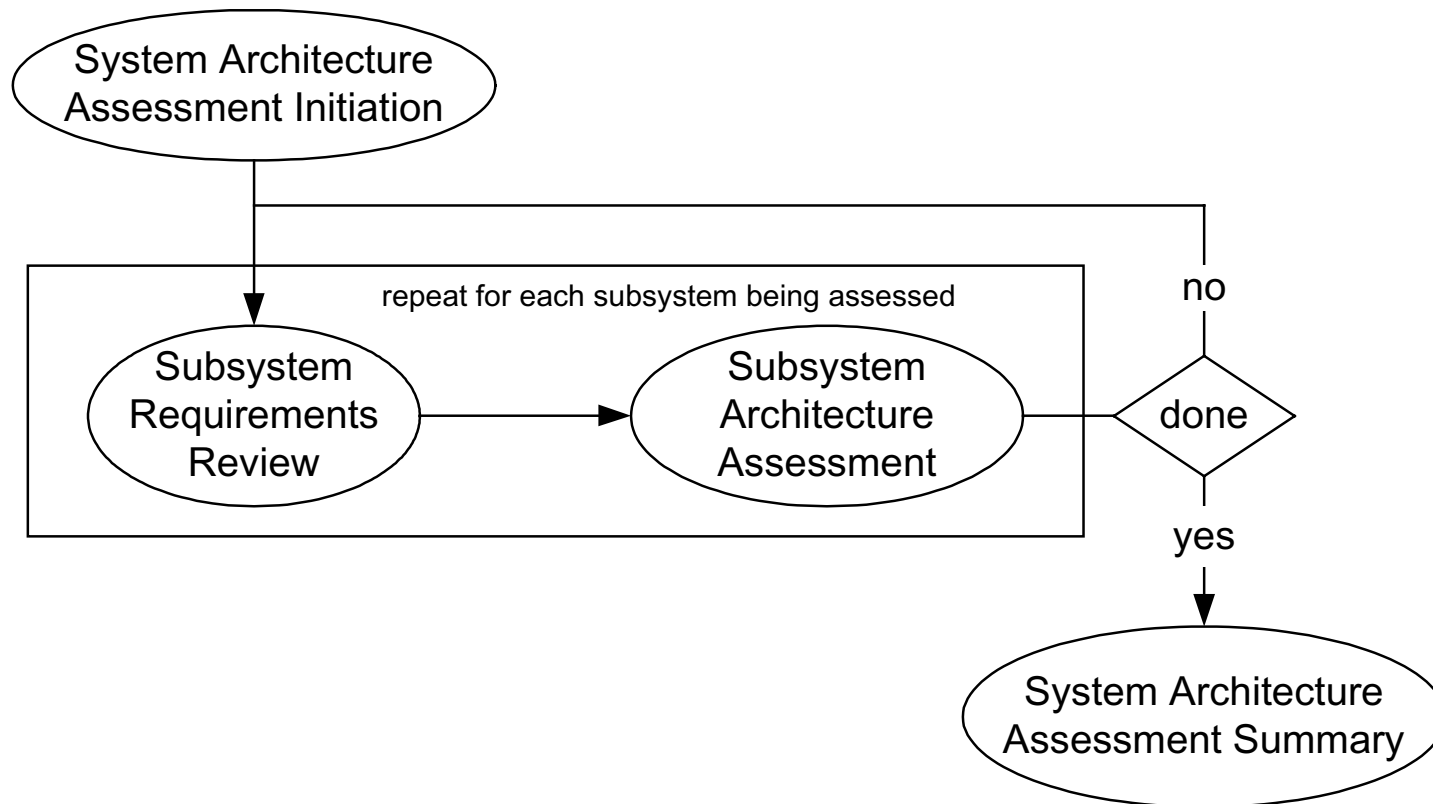 System Architecture
Assessment Initiation
repeat for each subsystem being assessed
no
Subsystem
Requirements
Review
Subsystem
Architecture
Assessment
done
yes
System Architecture
Assessment Summary